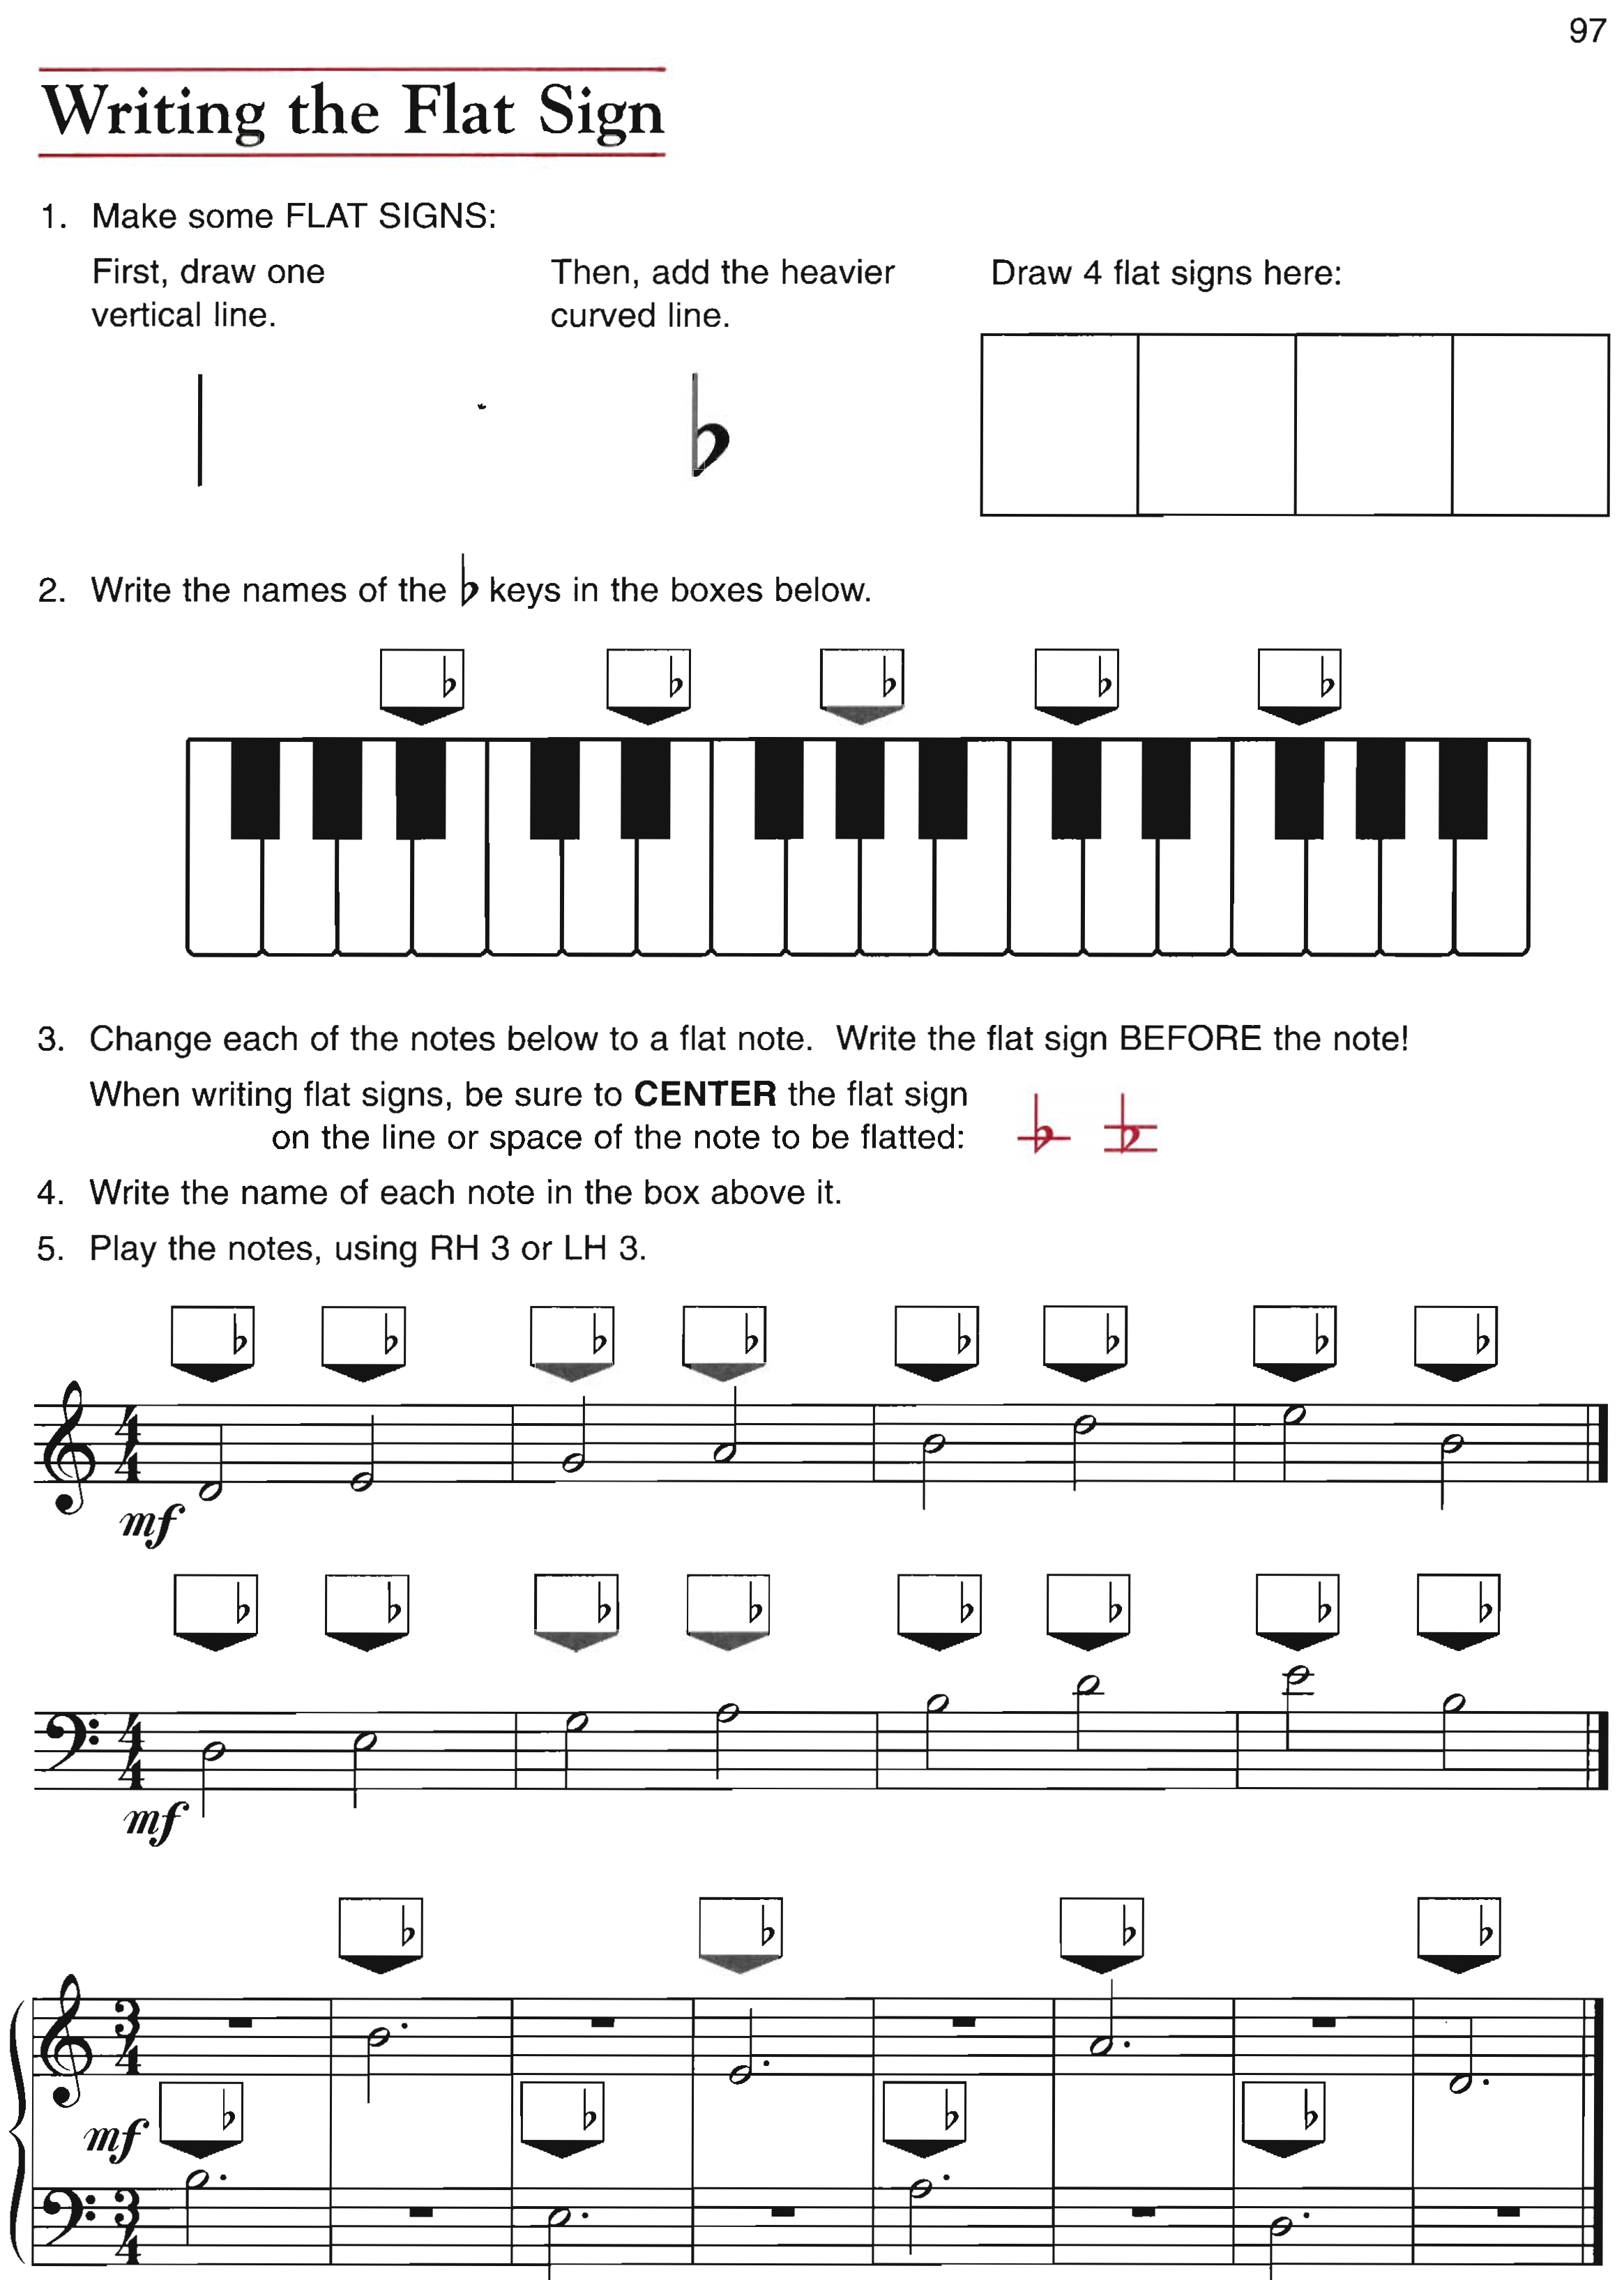 97
Writing the Flat Sign
1. Make some FLAT SIGNS:
First, draw one
vertical line.
Then, add the heavier
curved line.
Draw 4 flat signs here:
♭
2. Write the names of the ♭ keys in the boxes below.
♭ ♭ ♭ ♭ ♭
3. Change each of the notes below to a flat note. Write the flat sign BEFORE the note!
When writing flat signs, be sure to CENTER the flat sign
on the line or space of the note to be flatted: ♭ ♭
4. Write the name of each note in the box above it.
5. Play the notes, using RH 3 or LH 3.
♭ ♭ ♭ ♭ ♭ ♭ ♭ ♭
4
4
mf
♭ ♭ ♭ ♭ ♭ ♭ ♭ ♭
4
4
mf
♭ ♭ ♭ ♭
3
4
mf
♭ ♭ ♭ ♭
3
4